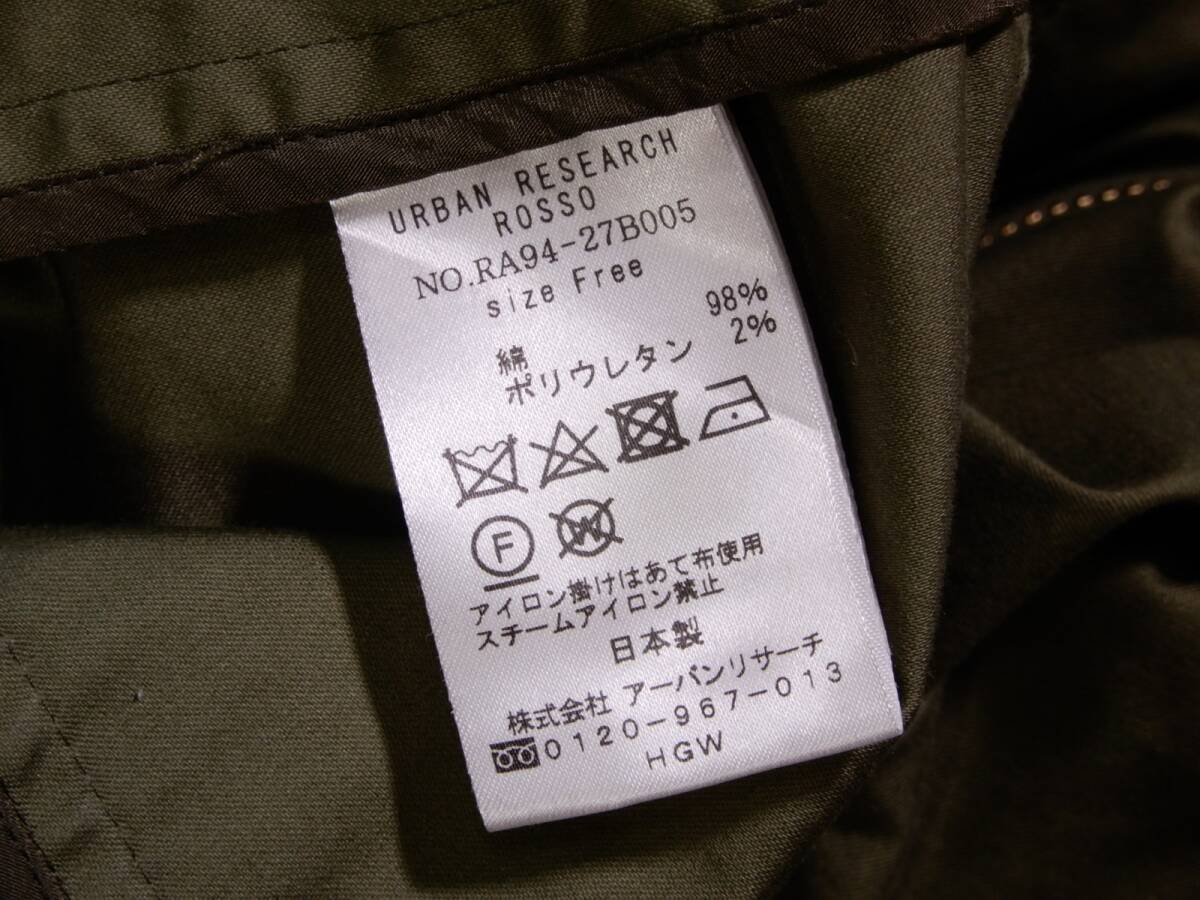 URBAN RESEARCH
ROSSO
NO.RA94-27B005
size Free
綿 98%
ポリウレタン 2%
F W
アイロン掛けはあて布使用
スチームアイロン禁止
日本製
株式会社 アーバンリサーチ
0120-967-013
HGW